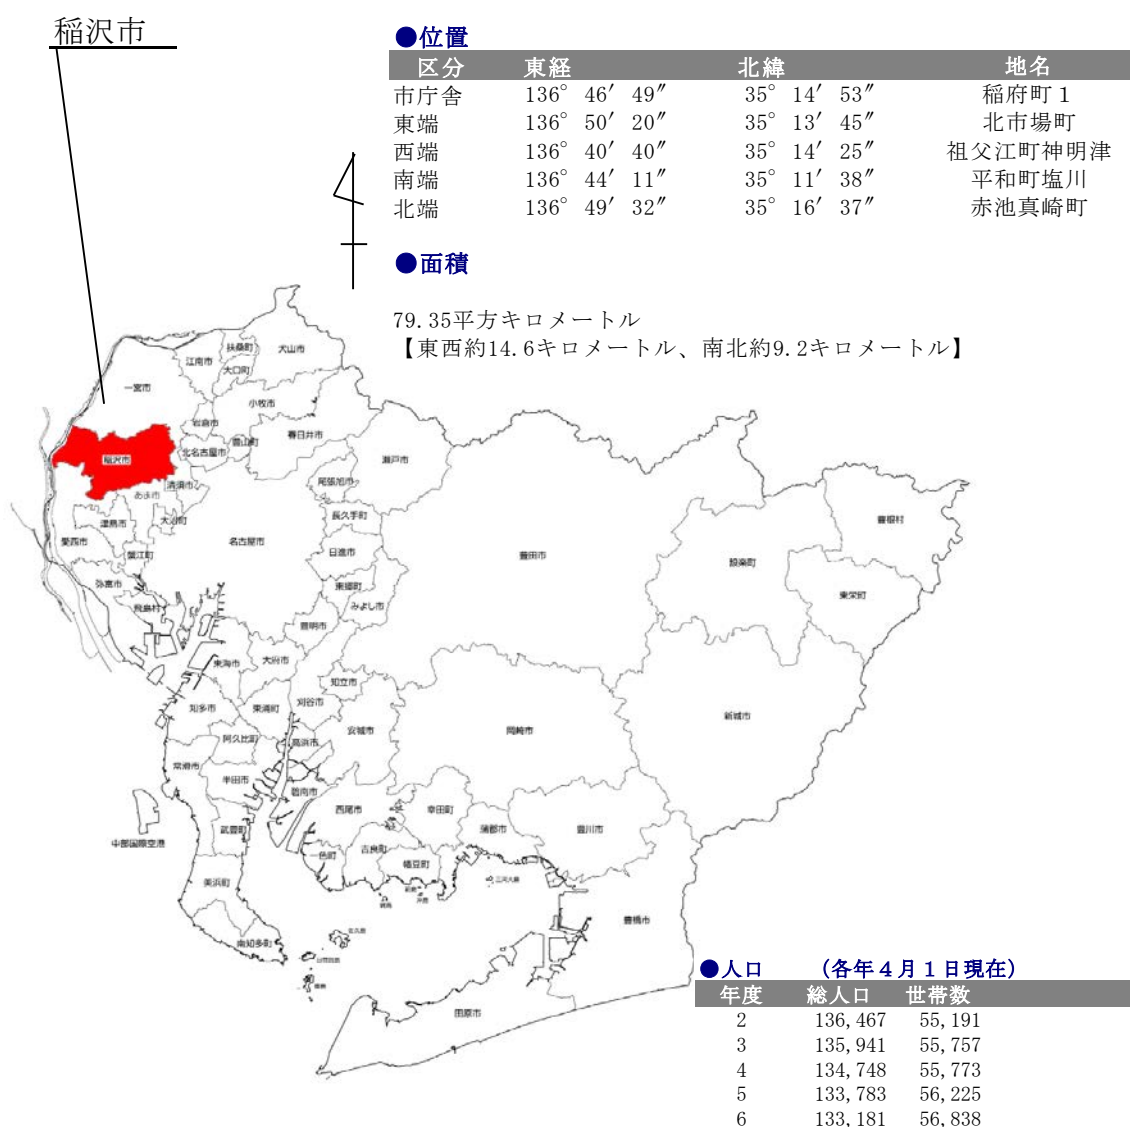 稲沢市
●位置
区分 東経 北緯 地名
市庁舎 136° 46′ 49″ 35° 14′ 53″ 稲府町１
東端 136° 50′ 20″ 35° 13′ 45″ 北市場町
西端 136° 40′ 40″ 35° 14′ 25″ 祖父江町神明津
南端 136° 44′ 11″ 35° 11′ 38″ 平和町塩川
北端 136° 49′ 32″ 35° 16′ 37″ 赤池真崎町
●面積
79.35平方キロメートル
【東西約14.6キロメートル、南北約9.2キロメートル】
扶桑町
犬山市
江南市
大口町
一宮市
小牧市
岩倉市
豊山町
春日井市
北名古屋市
稲沢市
瀬戸市
尾張旭市
清須市
あま市
津島市
大治町
長久手町
愛西市
名古屋市
蟹江町
日進市
豊田市
設楽町
豊根村
弥富市
東郷町
東栄町
飛島村
みよし市
豊明市
東海市
大府市
知立市
知多市
東浦町
刈谷市
安城市
岡崎市
新城市
阿久比町
高浜市
常滑市
半田市
碧南市
西尾市
幸田町
武豊町
蒲郡市
豊川市
中部国際空港
一色町
吉良町
幡豆町
美浜町
三河大島
佐久島
豊橋市
南知多町
日間賀島
篠島
田原市
●人口 （各年４月１日現在）
年度 総人口 世帯数
2 136,467 55,191
3 135,941 55,757
4 134,748 55,773
5 133,783 56,225
6 133,181 56,838